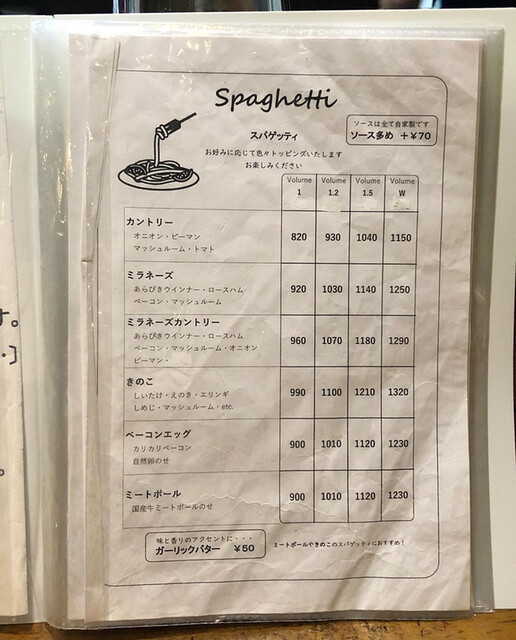 Spaghetti
スパゲッティ
ソースは全て自家製です
ソース多め ＋￥70
お好みに応じて色々トッピングいたします
お楽しみください
Volume 1 Volume 1.2 Volume 1.5 Volume W
カントリー
オニオン・ピーマン
マッシュルーム・トマト
820 930 1040 1150
ミラネーズ
あらびきウインナー・ロースハム
ベーコン・マッシュルーム
920 1030 1140 1250
ミラネーズカントリー
あらびきウインナー・ロースハム
ベーコン・マッシュルーム・オニオン
ピーマン・
960 1070 1180 1290
きのこ
しいたけ・えのき・エリンギ
しめじ・マッシュルーム・etc.
990 1100 1210 1320
ベーコンエッグ
カリカリベーコン
自然卵のせ
900 1010 1120 1230
ミートボール
国産牛ミートボールのせ
900 1010 1120 1230
味と香りのアクセントに・・・
ガーリックバター ￥50
ミートボールやきのこのスパゲッティにおすすめ！
す。